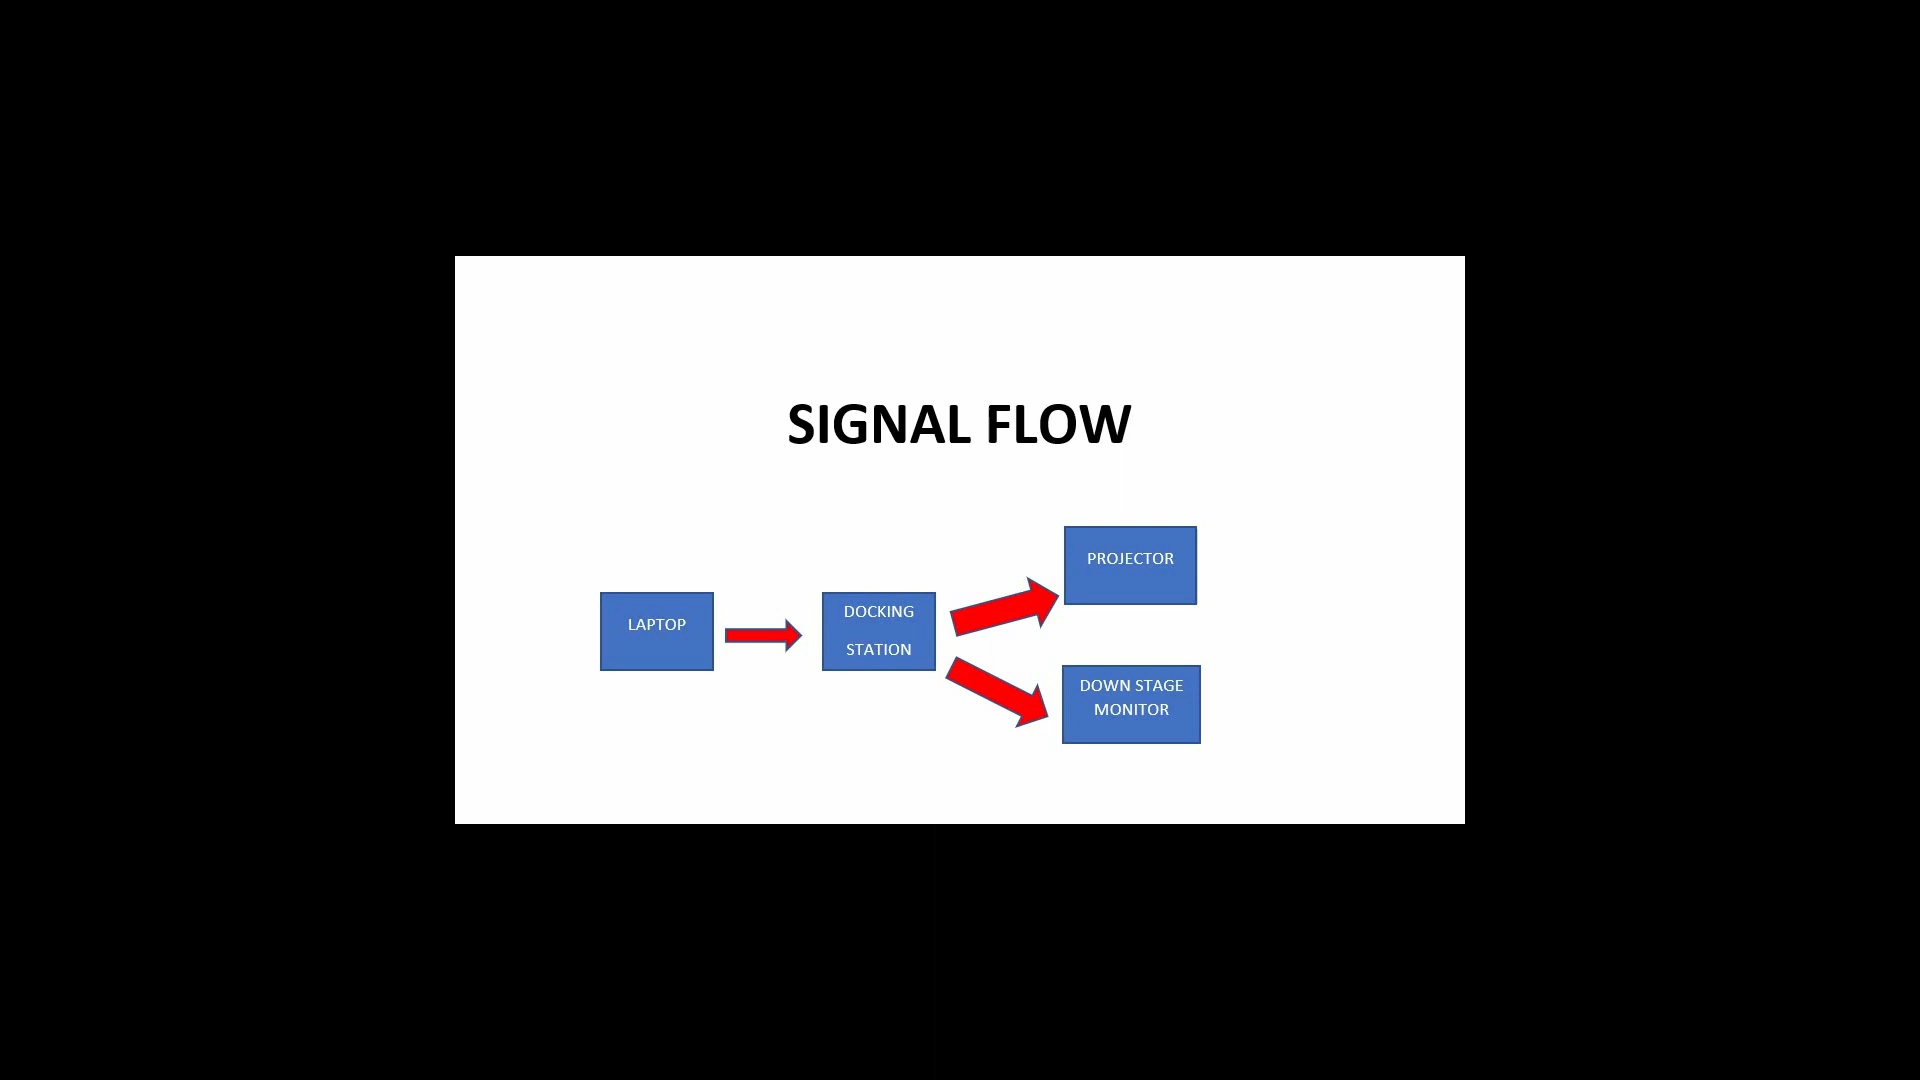 SIGNAL FLOW
PROJECTOR
LAPTOP
DOCKING
STATION
DOWN STAGE
MONITOR